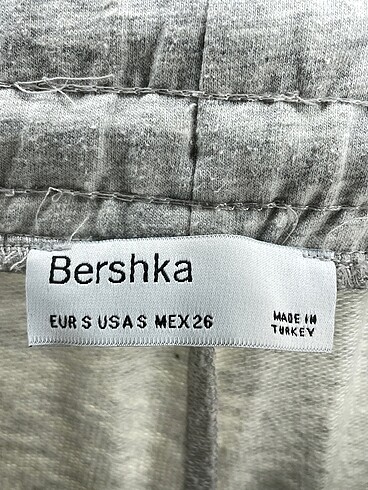 Bershka
EUR S USA S MEX 26
MADE IN
TURKEY